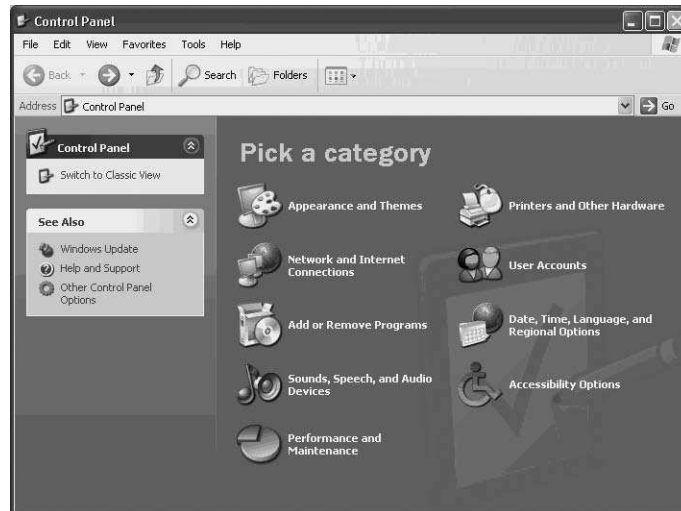 Control Panel
File Edit View Favorites Tools Help
Back Search Folders
Address Control Panel Go
Control Panel
Switch to Classic View
See Also
Windows Update
Help and Support
Other Control Panel
Options
Pick a category
Appearance and Themes
Printers and Other Hardware
Network and Internet
Connections
User Accounts
Add or Remove Programs
Date, Time, Language, and
Regional Options
Sounds, Speech, and Audio
Devices
Accessibility Options
Performance and
Maintenance